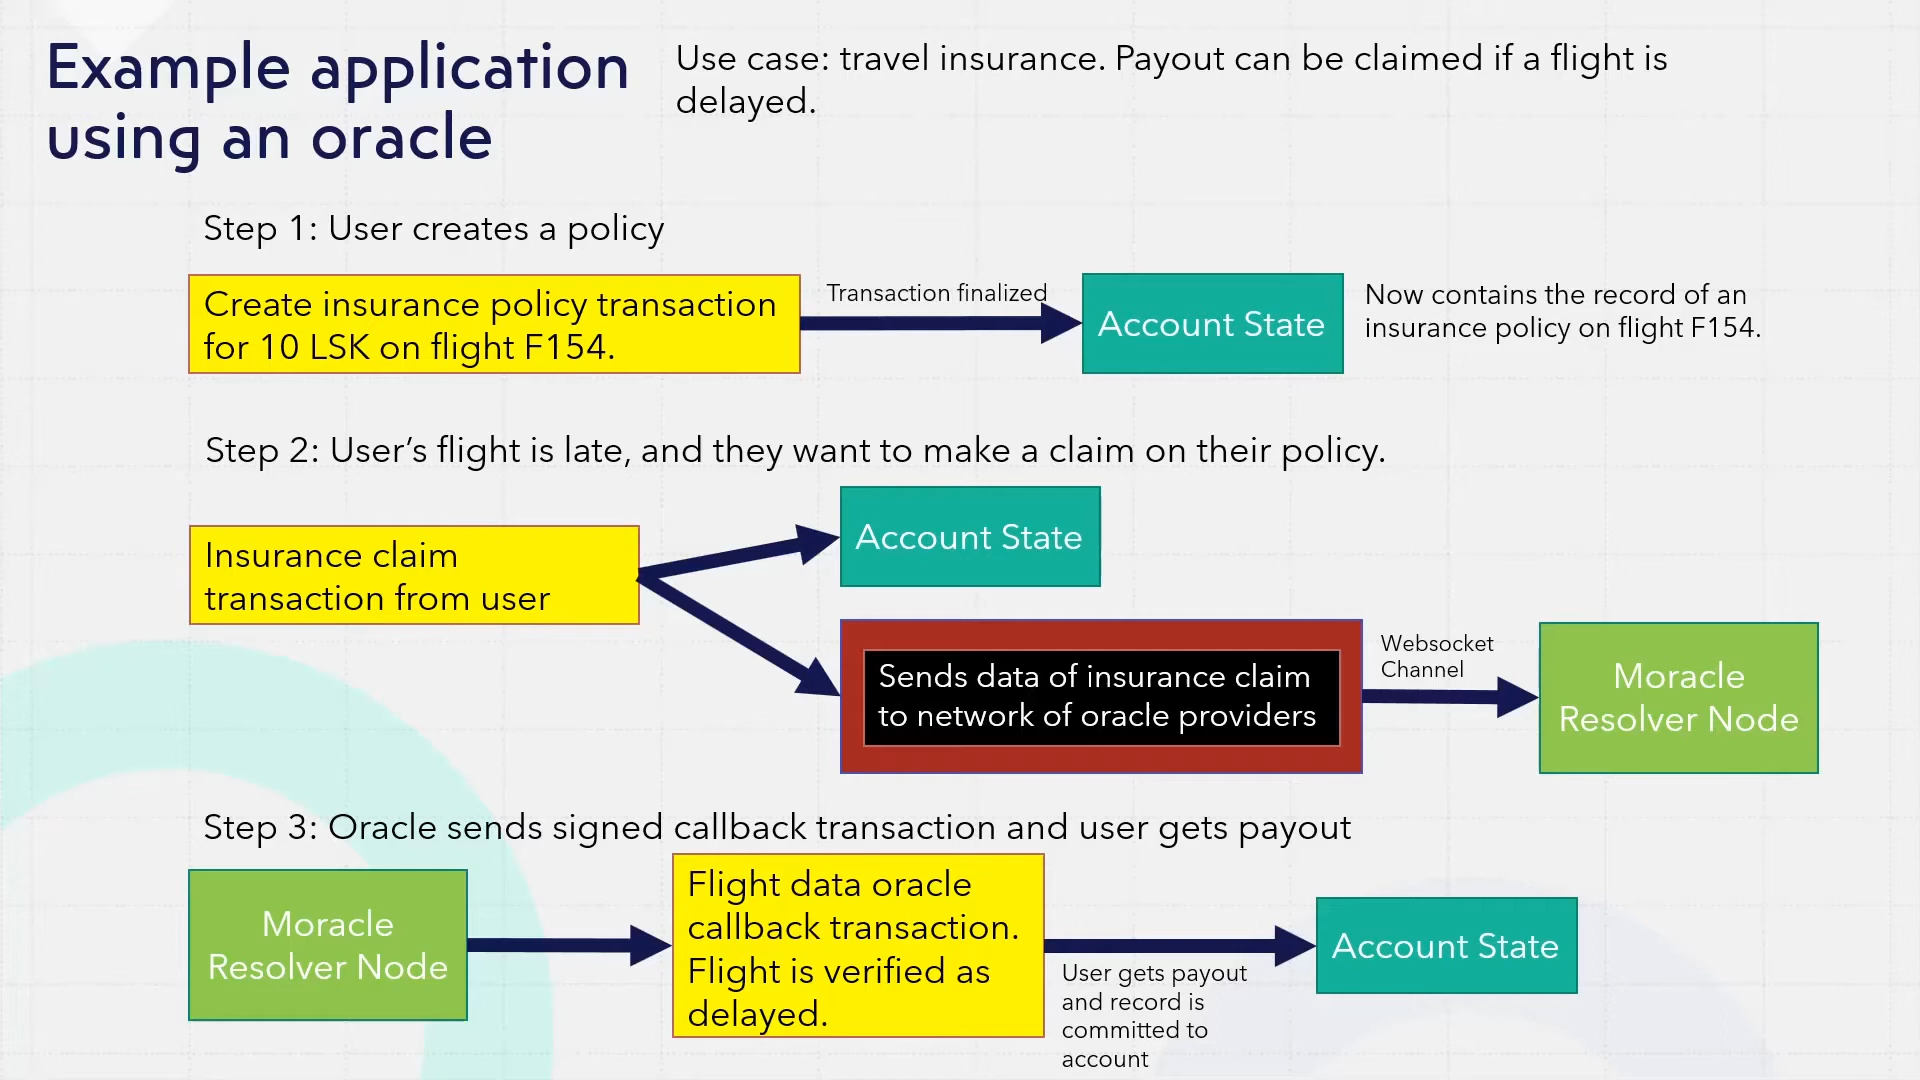 Example application
using an oracle
Use case: travel insurance. Payout can be claimed if a flight is
delayed.
Step 1: User creates a policy
Create insurance policy transaction
for 10 LSK on flight F154.
Transaction finalized
Account State
Now contains the record of an
insurance policy on flight F154.
Step 2: User’s flight is late, and they want to make a claim on their policy.
Insurance claim
transaction from user
Account State
Sends data of insurance claim
to network of oracle providers
Websocket
Channel
Moracle
Resolver Node
Step 3: Oracle sends signed callback transaction and user gets payout
Moracle
Resolver Node
Flight data oracle
callback transaction.
Flight is verified as
delayed.
User gets payout
and record is
committed to
account
Account State